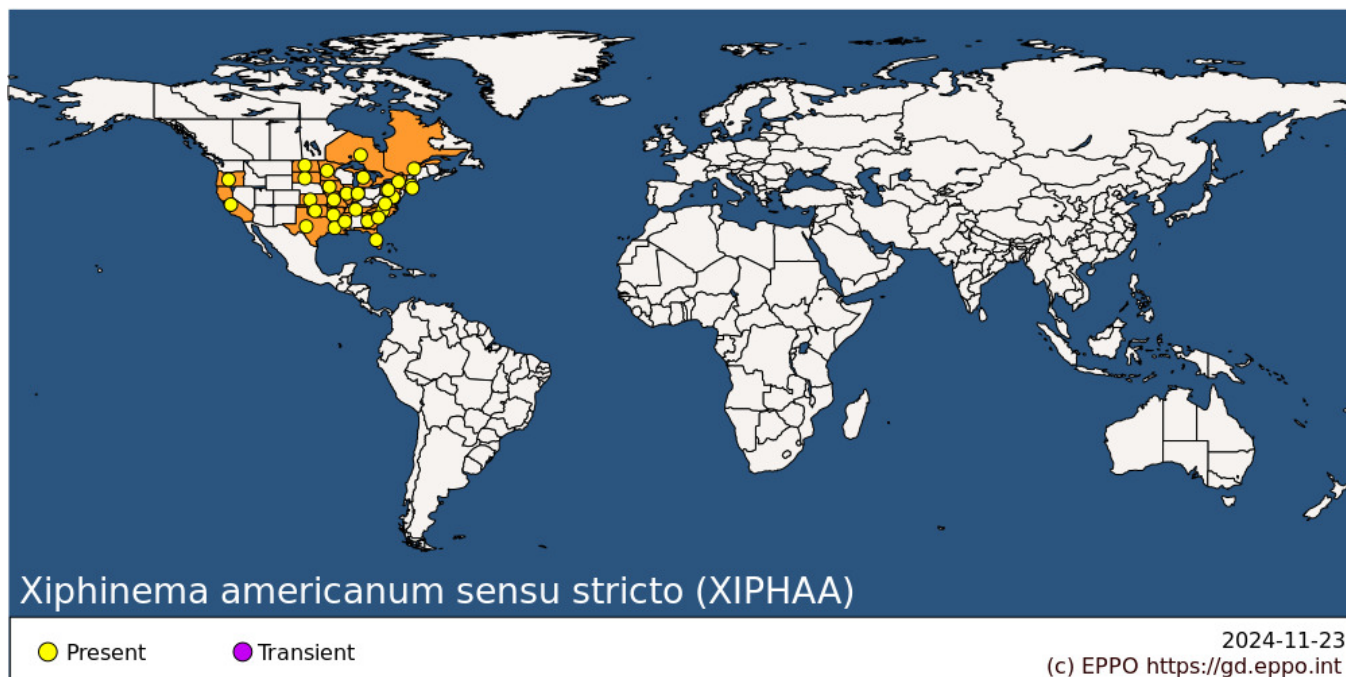 Xiphinema americanum sensu stricto (XIPHAA)
Present
Transient
2024-11-23
(c) EPPO https://gd.eppo.int